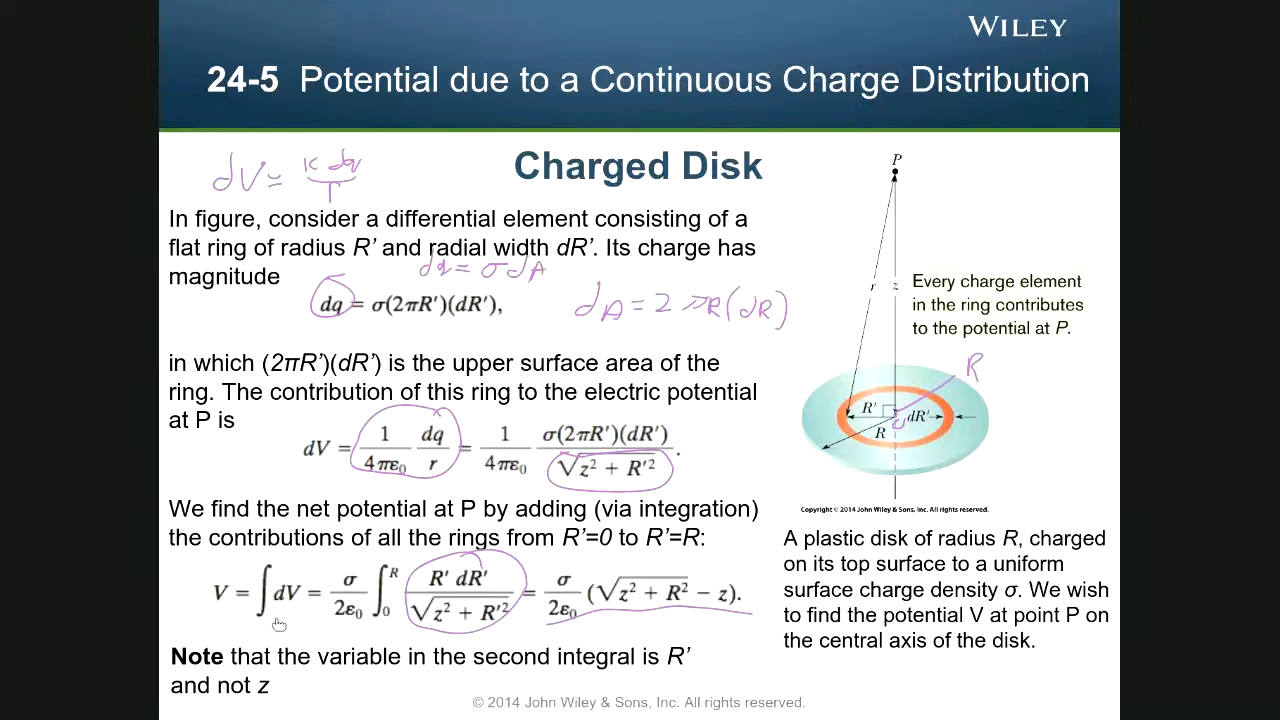 WILEY
24-5 Potential due to a Continuous Charge Distribution
dV = K dq / r
Charged Disk
In figure, consider a differential element consisting of a
flat ring of radius R’ and radial width dR’. Its charge has
magnitude
dq = σ dA
dq = σ(2πR′)(dR′),
dA = 2πR(dR)
in which (2πR’)(dR’) is the upper surface area of the
ring. The contribution of this ring to the electric potential
at P is
dV = 1/4πε₀ dq/r = 1/4πε₀ σ(2πR′)(dR′)/√z² + R′² .
We find the net potential at P by adding (via integration)
the contributions of all the rings from R’=0 to R’=R:
V = ∫ dV = σ/2ε₀ ∫₀ᴿ R′ dR′/√z² + R′² = σ/2ε₀ (√z² + R² − z).
Note that the variable in the second integral is R’
and not z
P
r
z
Every charge element
in the ring contributes
to the potential at P.
R
R′
dR′
R
Copyright © 2014 John Wiley & Sons, Inc. All rights reserved.
A plastic disk of radius R, charged
on its top surface to a uniform
surface charge density σ. We wish
to find the potential V at point P on
the central axis of the disk.
© 2014 John Wiley & Sons, Inc. All rights reserved.